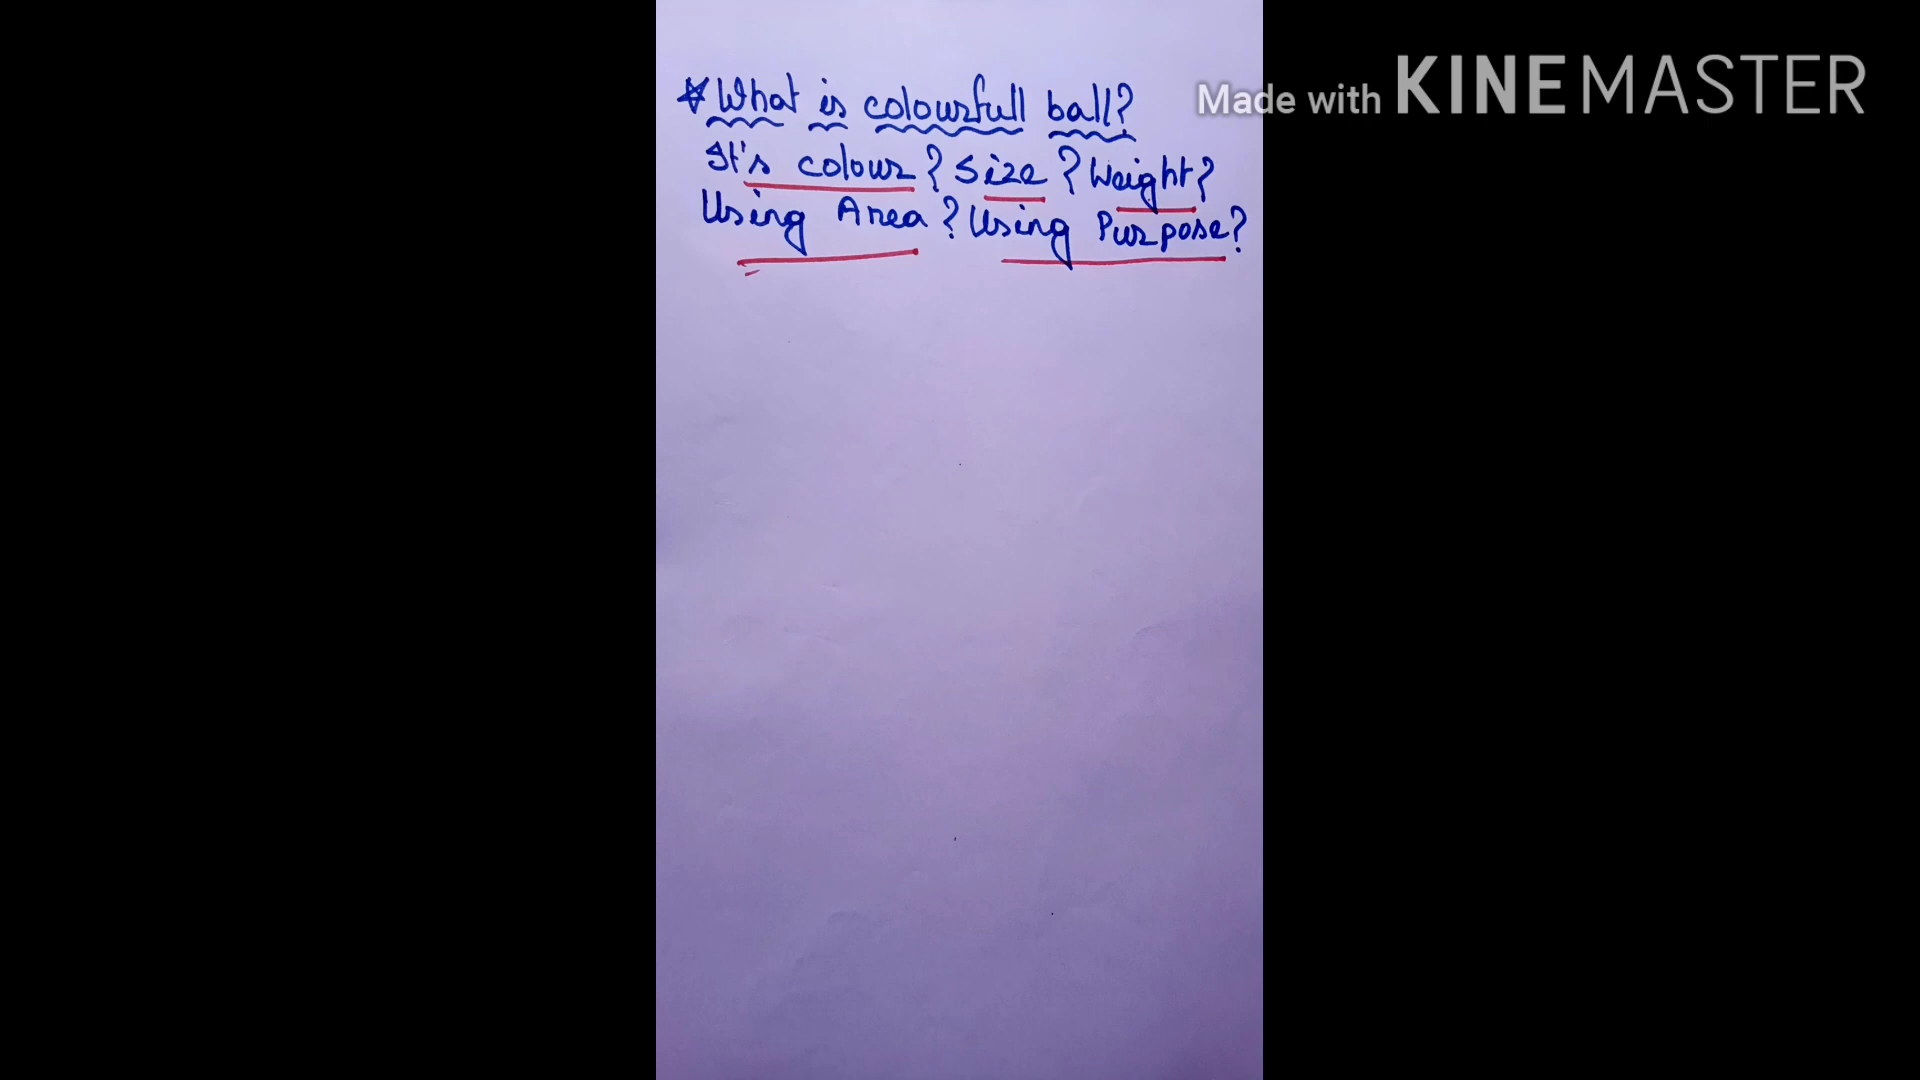 *What is colourfull ball?
It's colour? Size? Weight?
Using Area? Using Purpose?
Made with KINEMASTER